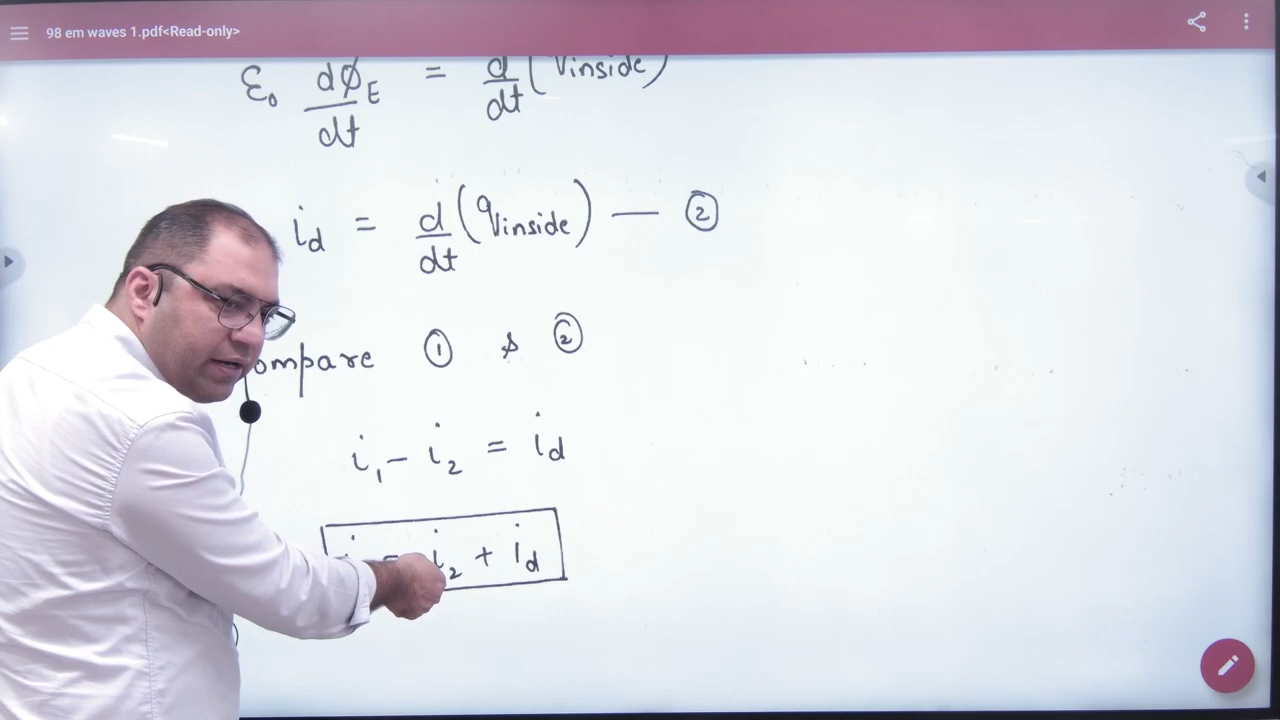 98 em waves 1.pdf<Read-only>
ε₀ dϕ_E/dt = d/dt (q_inside)
i_d = d/dt (q_inside) — ②
ompare ① & ②
i₁ - i₂ = i_d
= i₂ + i_d